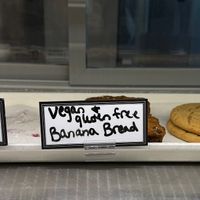 Vegan +
gluten free
Banana Bread